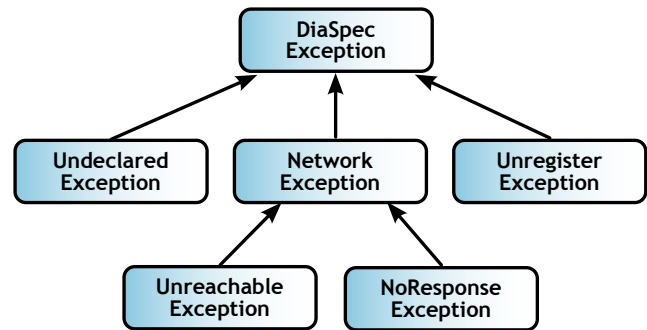 DiaSpec
Exception
Undeclared
Exception
Network
Exception
Unregister
Exception
Unreachable
Exception
NoResponse
Exception